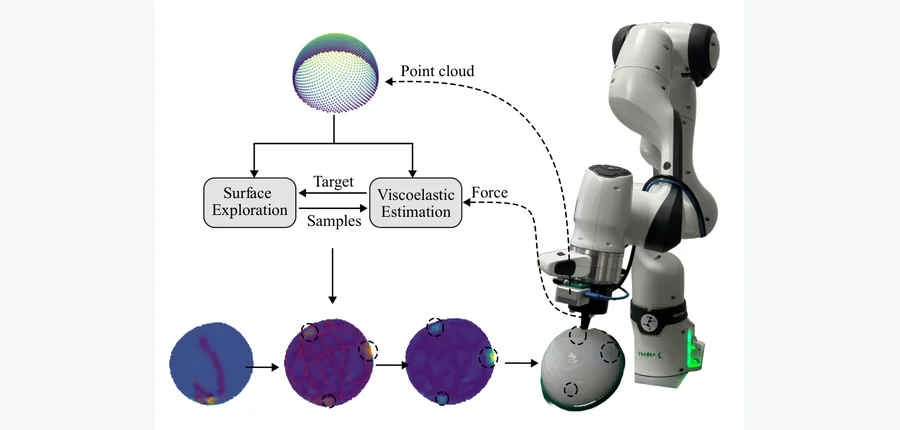 Point cloud
Surface
Exploration
Target
Samples
Viscoelastic
Estimation
Force